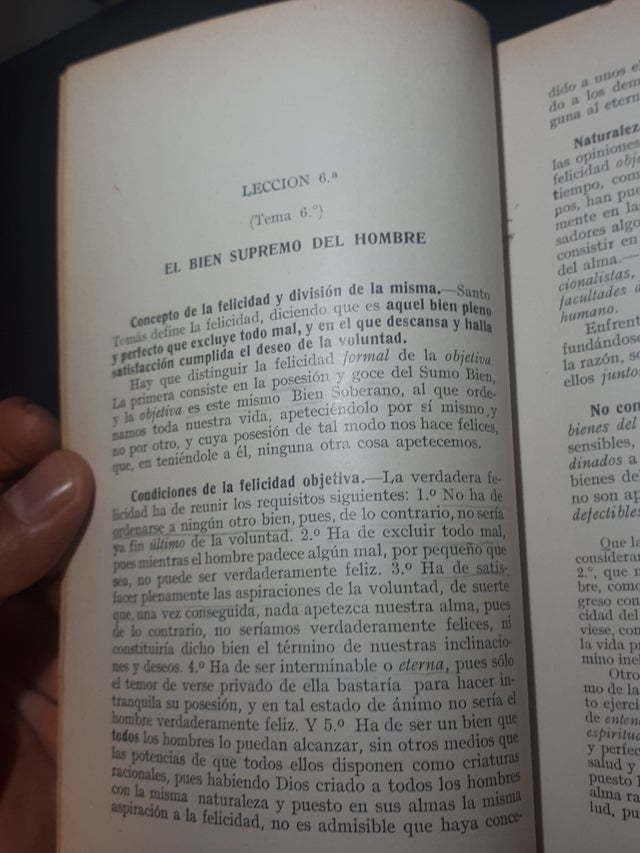 LECCION 6.ª
(Tema 6.º)
EL BIEN SUPREMO DEL HOMBRE
Concepto de la felicidad y división de la misma.—Santo
Tomás define la felicidad, diciendo que es aquel bien pleno
y perfecto que excluye todo mal, y en el que descansa y halla
satisfacción cumplida el deseo de la voluntad.
Hay que distinguir la felicidad formal de la objetiva.
La primera consiste en la posesión y goce del Sumo Bien,
y la objetiva es este mismo Bien Soberano, al que orde-
namos toda nuestra vida, apeteciéndolo por sí mismo y
no por otro, y cuya posesión de tal modo nos hace felices,
que, en teniéndole a él, ninguna otra cosa apetecemos.
Condiciones de la felicidad objetiva.—La verdadera fe-
licidad ha de reunir los requisitos siguientes: 1.º No ha de
ordenarse a ningún otro bien, pues, de lo contrario, no sería
ya fin último de la voluntad. 2.º Ha de excluir todo mal,
pues mientras el hombre padece algún mal, por pequeño que
sea, no puede ser verdaderamente feliz. 3.º Ha de satis-
facer plenamente las aspiraciones de la voluntad, de suerte
que, una vez conseguida, nada apetezca nuestra alma, pues
de lo contrario, no seríamos verdaderamente felices, ni
constituiría dicho bien el término de nuestras inclinacio-
nes y deseos. 4.º Ha de ser interminable o eterna, pues sólo
el temor de verse privado de ella bastaría para hacer in-
tranquila su posesión, y en tal estado de ánimo no sería el
hombre verdaderamente feliz. Y 5.º Ha de ser un bien que
todos los hombres lo puedan alcanzar, sin otros medios que
las potencias de que todos ellos disponen como criaturas
racionales, pues habiendo Dios criado a todos los hombres
con la misma naturaleza y puesto en sus almas la misma
aspiración a la felicidad, no es admisible que haya conce-
dido a unos
do a los
guna al
Naturaleza
las opiniones
felicidad
tiempo, com
pos, han pue
mente en la
sadores algo
consistir en
del alma.—
cionalistas,
facultades
humano.
Enfrent
fundándose
la razón, s
ellos junto
No con
bienes del
sensibles,
dinados a
bienes de
no son ap
defectibles
Que la
consideran
2.º, que
bre, como
greso con
cidad del
viese, con
la vida p
mino ine
Otro
mo de la
to ejerci
de enten
espiritu
y perfec
salud y
puesto
alma ra
lud, pu